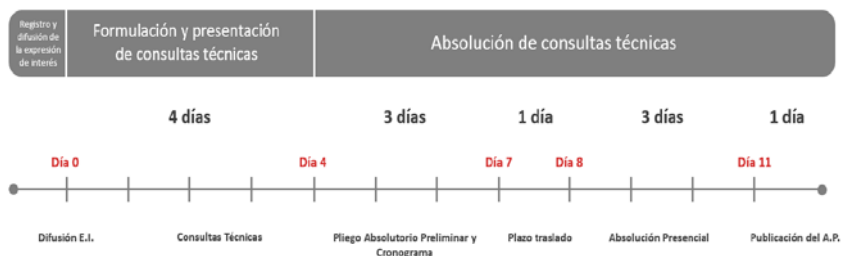 Registro y
difusión de
la expresión
de interés
Formulación y presentación
de consultas técnicas
Absolución de consultas técnicas
4 días
3 días
1 día
3 días
1 día
Día 0
Día 4
Día 7
Día 8
Día 11
Difusión E.I.
Consultas Técnicas
Pliego Absolutorio Preliminar y
Cronograma
Plazo traslado
Absolución Presencial
Publicación del A.P.